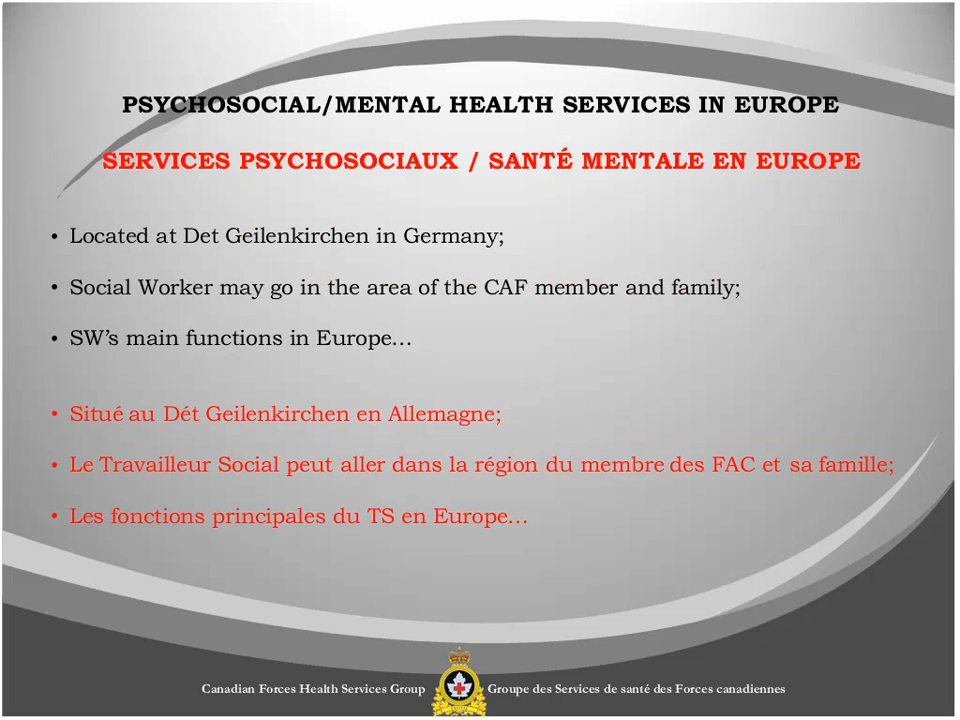 PSYCHOSOCIAL/MENTAL HEALTH SERVICES IN EUROPE
SERVICES PSYCHOSOCIAUX / SANTÉ MENTALE EN EUROPE
• Located at Det Geilenkirchen in Germany;
• Social Worker may go in the area of the CAF member and family;
• SW’s main functions in Europe…
• Situé au Dét Geilenkirchen en Allemagne;
• Le Travailleur Social peut aller dans la région du membre des FAC et sa famille;
• Les fonctions principales du TS en Europe…
Canadian Forces Health Services Group Groupe des Services de santé des Forces canadiennes